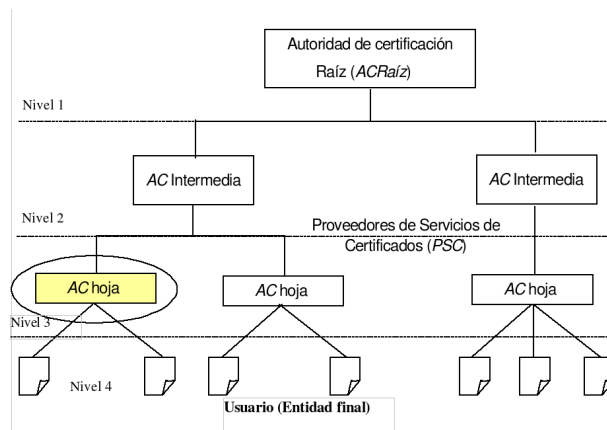 Autoridad de certificación
Raíz (ACRaíz)
Nivel 1
AC Intermedia
AC Intermedia
Nivel 2
Proveedores de Servicios de
Certificados (PSC)
AC hoja
AC hoja
AC hoja
Nivel 3
Nivel 4
Usuario (Entidad final)